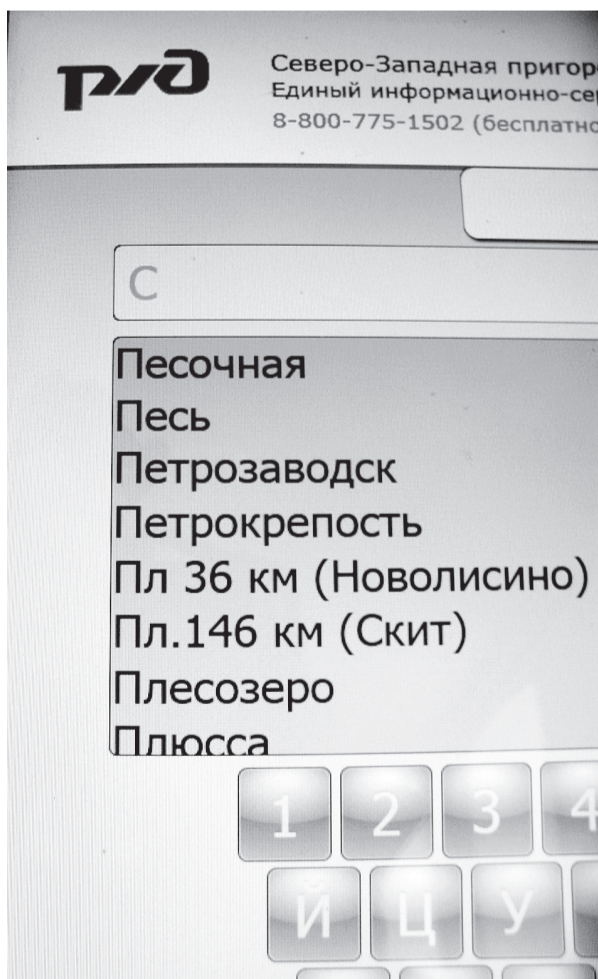 РЖД
Северо-Западная пригор
Единый информационно-се
8-800-775-1502 (бесплатно
С
Песочная
Песь
Петрозаводск
Петрокрепость
Пл 36 км (Новолисино)
Пл.146 км (Скит)
Плесозеро
Плюсса
1 2 3 4
Й Ц У